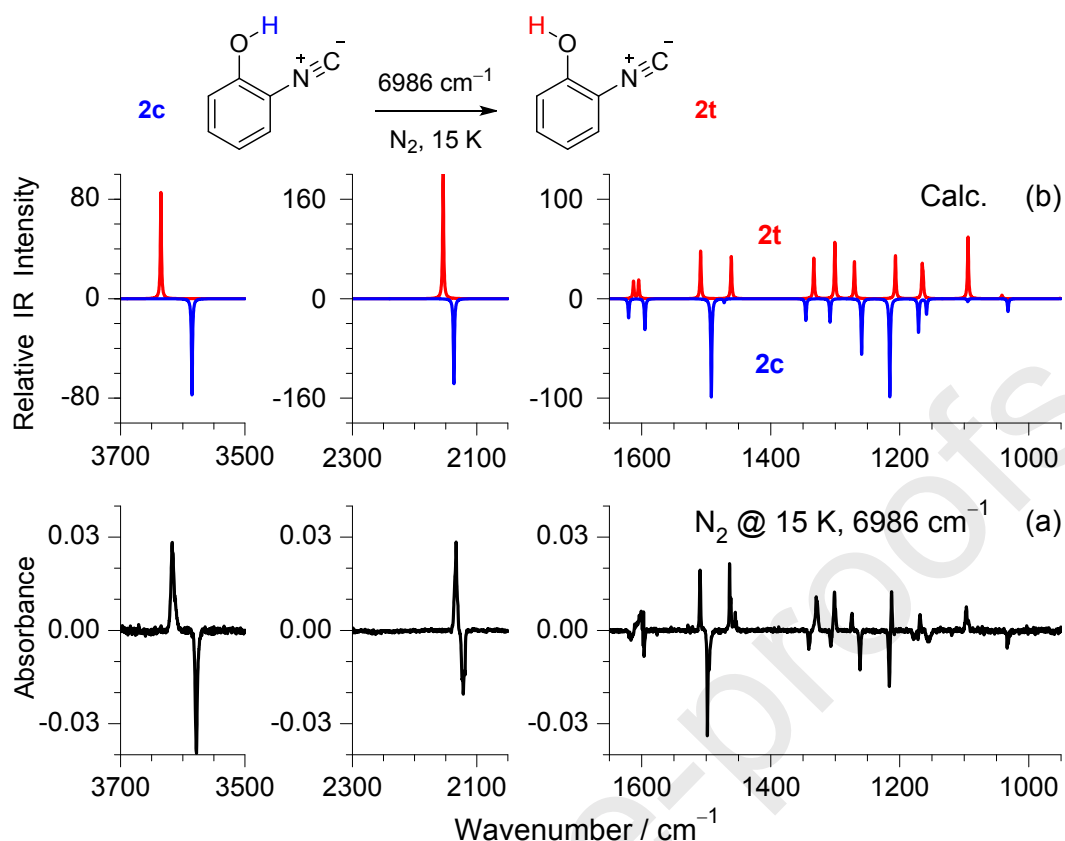 H H
O C − O C −
N + N +
2c 6986 cm⁻¹ 2t
N₂, 15 K
80 160 100 Calc. (b)
2t
0 0 0
2c
-80 -160 -100
3700 3500 2300 2100 1600 1400 1200 1000
Relative IR Intensity
N₂ @ 15 K, 6986 cm⁻¹ (a)
0.03 0.03 0.03
0.00 0.00 0.00
-0.03 -0.03 -0.03
Absorbance
3700 3500 2300 2100 1600 1400 1200 1000
Wavenumber / cm⁻¹
e-proofs